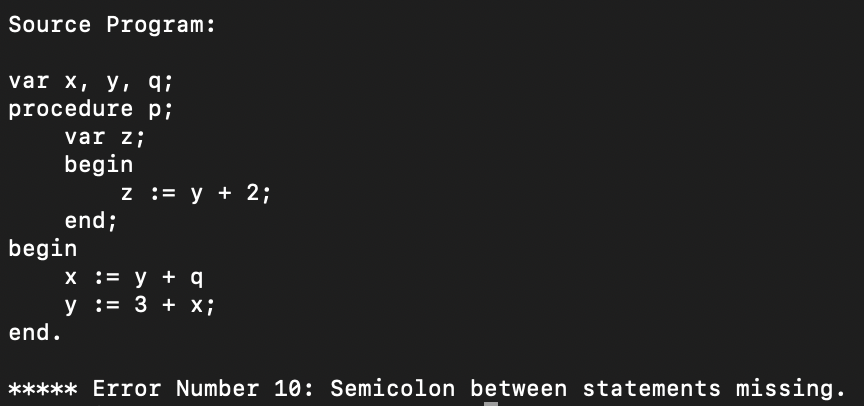 Source Program:
var x, y, q;
procedure p;
    var z;
    begin
        z := y + 2;
    end;
begin
    x := y + q
    y := 3 + x;
end.
***** Error Number 10: Semicolon between statements missing.